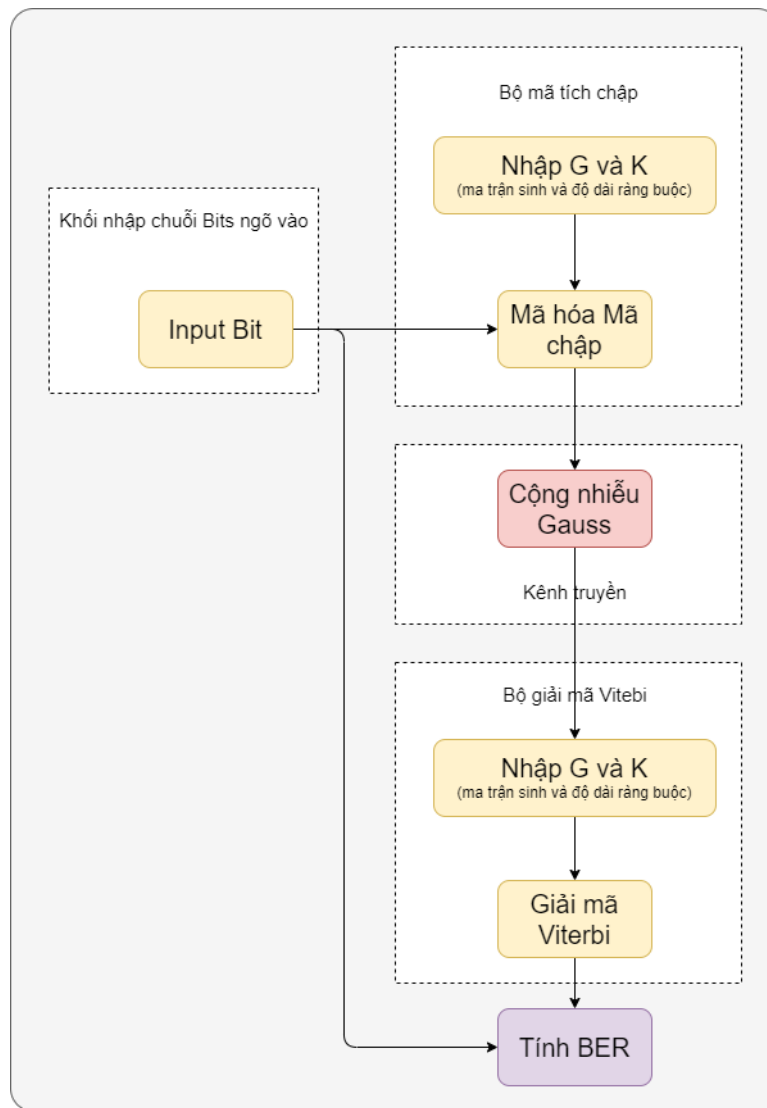 Bộ mã tích chập
Nhập G và K
(ma trận sinh và độ dài ràng buộc)
Khối nhập chuỗi Bits ngõ vào
Input Bit
Mã hóa Mã
chập
Cộng nhiễu
Gauss
Kênh truyền
Bộ giải mã Vitebi
Nhập G và K
(ma trận sinh và độ dài ràng buộc)
Giải mã
Viterbi
Tính BER